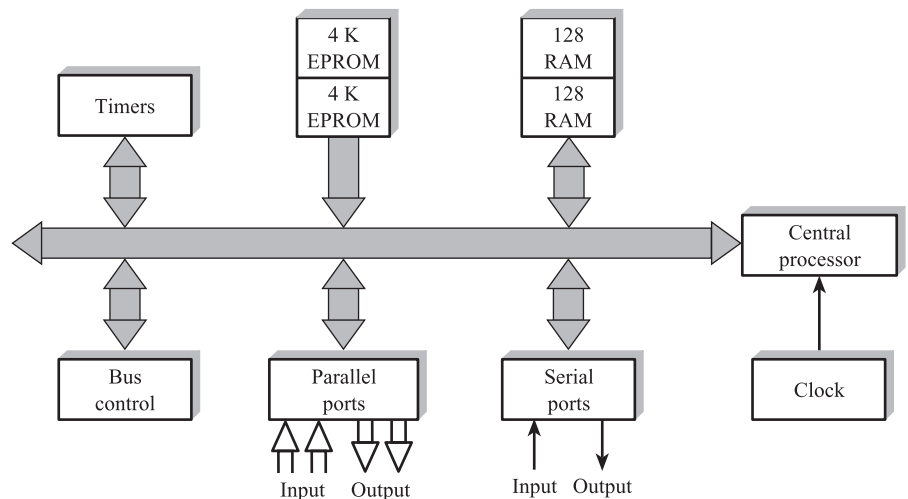 4 K
EPROM
4 K
EPROM
128
RAM
128
RAM
Timers
Central
processor
Bus
control
Parallel
ports
Serial
ports
Clock
Input Output
Input Output